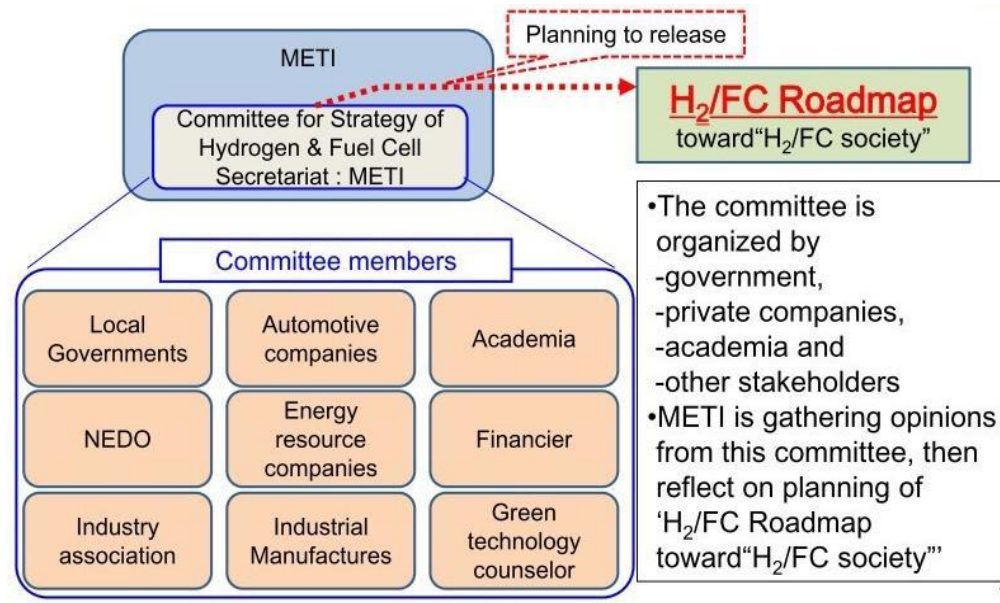 Planning to release
METI
Committee for Strategy of
Hydrogen & Fuel Cell
Secretariat : METI
H₂/FC Roadmap
toward“H₂/FC society”
Committee members
Local
Governments
Automotive
companies
Academia
NEDO
Energy
resource
companies
Financier
Industry
association
Industrial
Manufactures
Green
technology
counselor
•The committee is
organized by
-government,
-private companies,
-academia and
-other stakeholders
•METI is gathering opinions
from this committee, then
reflect on planning of
‘H₂/FC Roadmap
toward“H₂/FC society”’